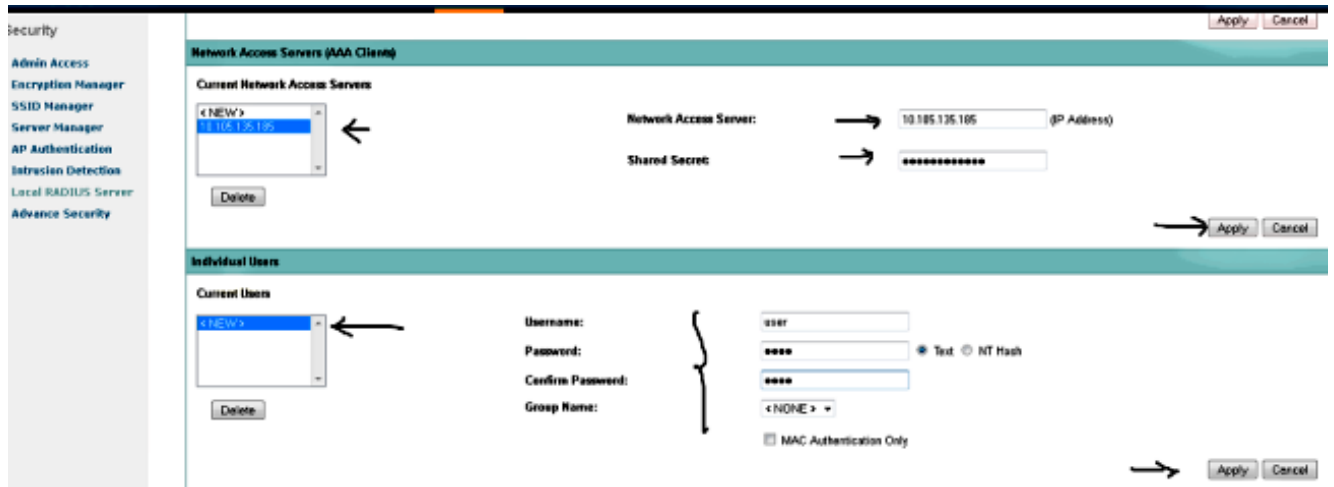 Security
Apply Cancel
Admin Access
Encryption Manager
SSID Manager
Server Manager
AP Authentication
Intrusion Detection
Local RADIUS Server
Advance Security
Network Access Servers (AAA Clients)
Current Network Access Servers
<NEW>
10.105.135.185
Delete
Network Access Server: 10.105.135.185 (IP Address)
Shared Secret: ●●●●●●●●●●●●
Apply Cancel
Individual Users
Current Users
<NEW>
Delete
Username: user
Password: ●●●● Text NT Hash
Confirm Password: ●●●●
Group Name: <NONE>
MAC Authentication Only
Apply Cancel